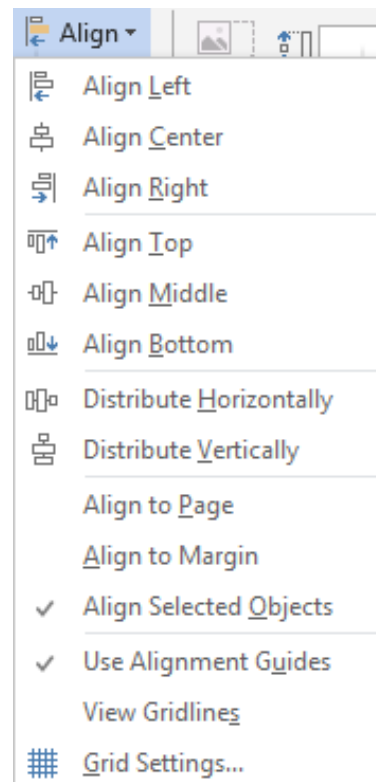 Align
Align Left
Align Center
Align Right
Align Top
Align Middle
Align Bottom
Distribute Horizontally
Distribute Vertically
Align to Page
Align to Margin
Align Selected Objects
Use Alignment Guides
View Gridlines
Grid Settings...